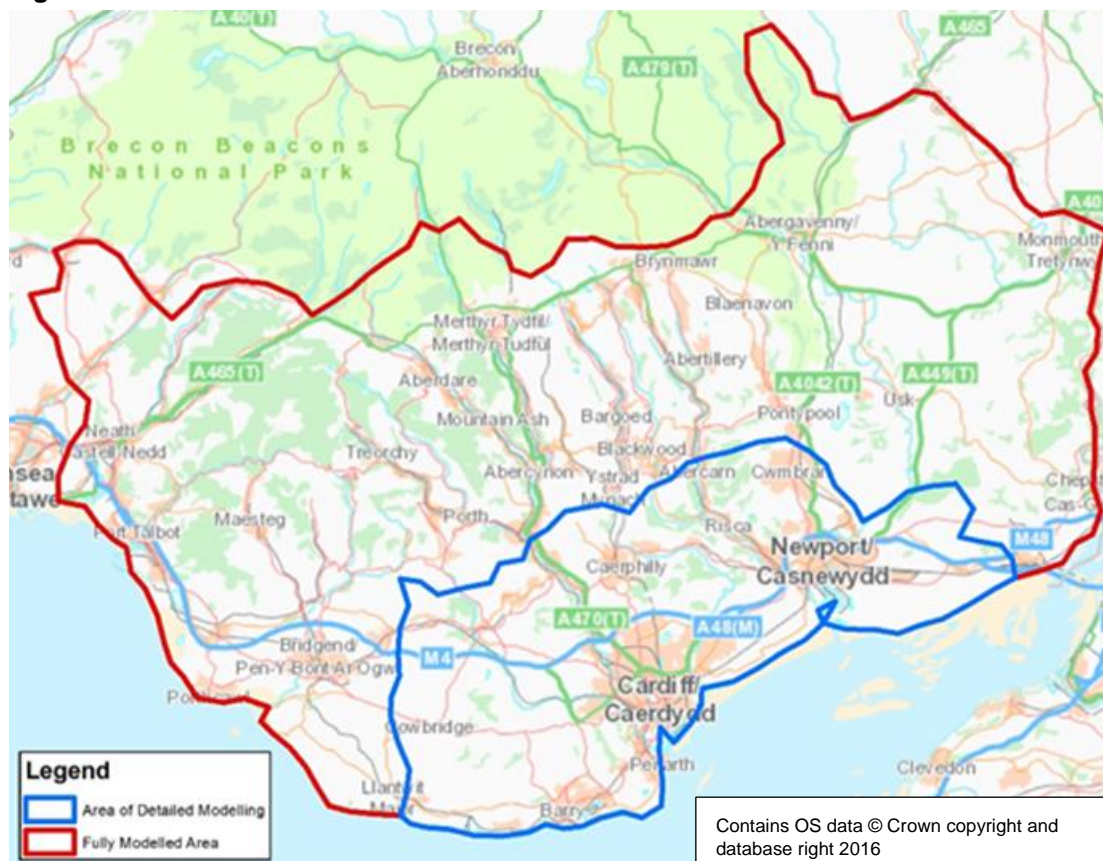 A40(T)
A465
Brecon/
Aberhonddu
A479(T)
Brecon Beacons
National Park
A40
Abergavenny/
Y Fenni
Monmouth
Trefynwy
Brynmawr
Blaenavon
Merthyr Tydfil/
Merthyr Tudful
Abertillery
A465(T)
Aberdare
A449(T)
A4042(T)
Usk
Mountain Ash
Bargoed
Pontypool
Neath
Castell-Nedd
Treorchy
Blackwood
Abercynon
Ystrad
Mynach
Abercarn
Cwmbran
Maesteg
Porth
Risca
Port Talbot
Newport/
Casnewydd
M48
Caerphilly
A470(T)
A48(M)
Bridgend/
Pen-Y-Bont Ar Ogwr
M4
Cardiff/
Caerdydd
Porthcawl
Cowbridge
Penarth
Clevedon
Llantwit
Major
Barry
Legend
Area of Detailed Modelling
Fully Modelled Area
Contains OS data © Crown copyright and
database right 2016